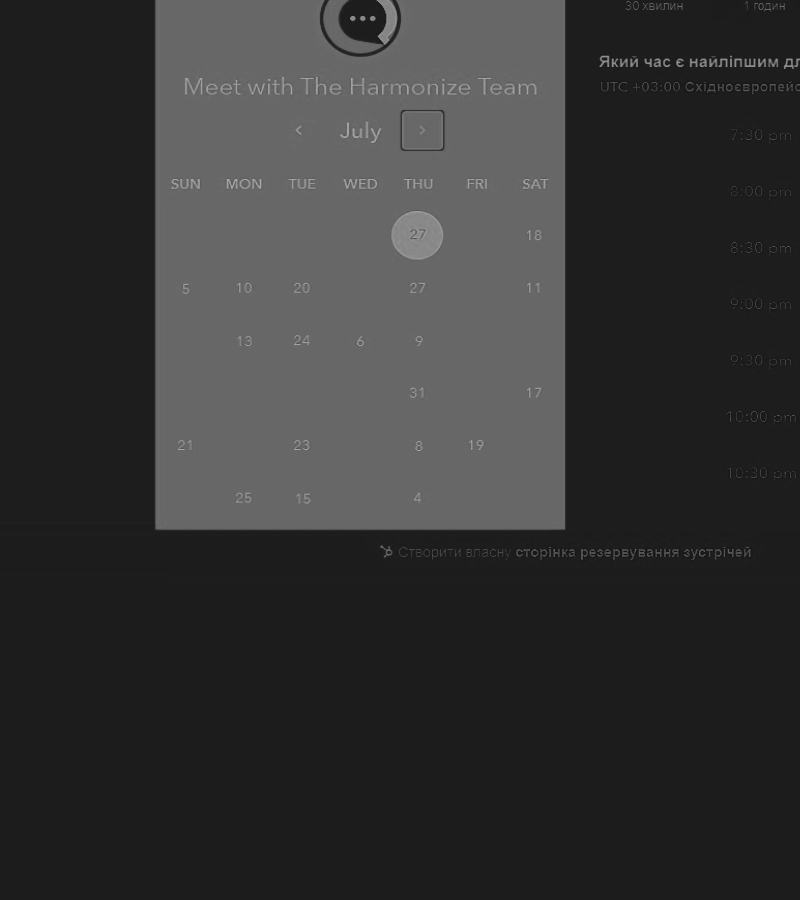 30 хвилин 1 годин
Який час є найліпшим дл
UTC +03:00 Східноєвропейс
Meet with The Harmonize Team
July
SUN MON TUE WED THU FRI SAT
27 18
5 10 20 27 11
13 24 6 9
31 17
21 23 8 19
25 15 4
7:30 pm
8:00 pm
8:30 pm
9:00 pm
9:30 pm
10:00 pm
10:30 pm
Створити власну сторінка резервування зустрічей